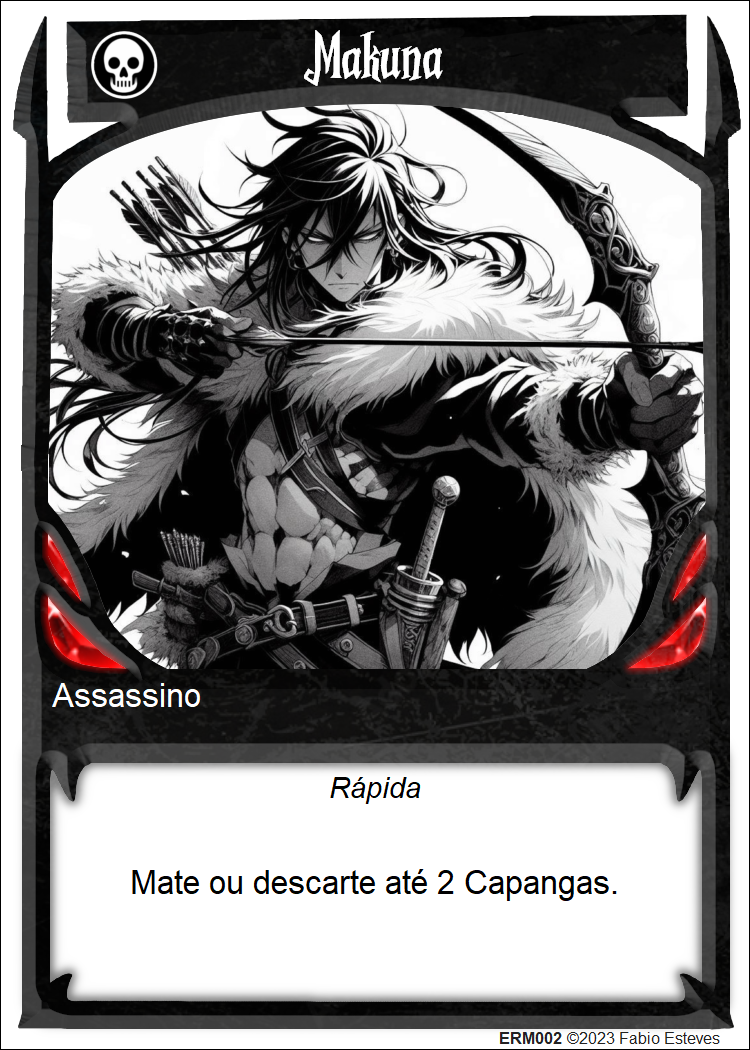 Makuna
Assassino
Rápida
Mate ou descarte até 2 Capangas.
ERM002 ©2023 Fabio Esteves